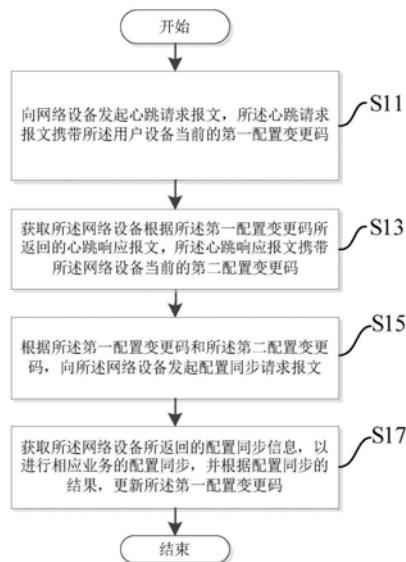 开始
向网络设备发起心跳请求报文，所述心跳请求
报文携带所述用户设备当前的第一配置变更码
S11
获取所述网络设备根据所述第一配置变更码所
返回的心跳响应报文，所述心跳响应报文携带
所述网络设备当前的第二配置变更码
S13
根据所述第一配置变更码和所述第二配置变更
码，向所述网络设备发起配置同步请求报文
S15
获取所述网络设备所返回的配置同步信息，以
进行相应业务的配置同步，并根据配置同步的
结果，更新所述第一配置变更码
S17
结束